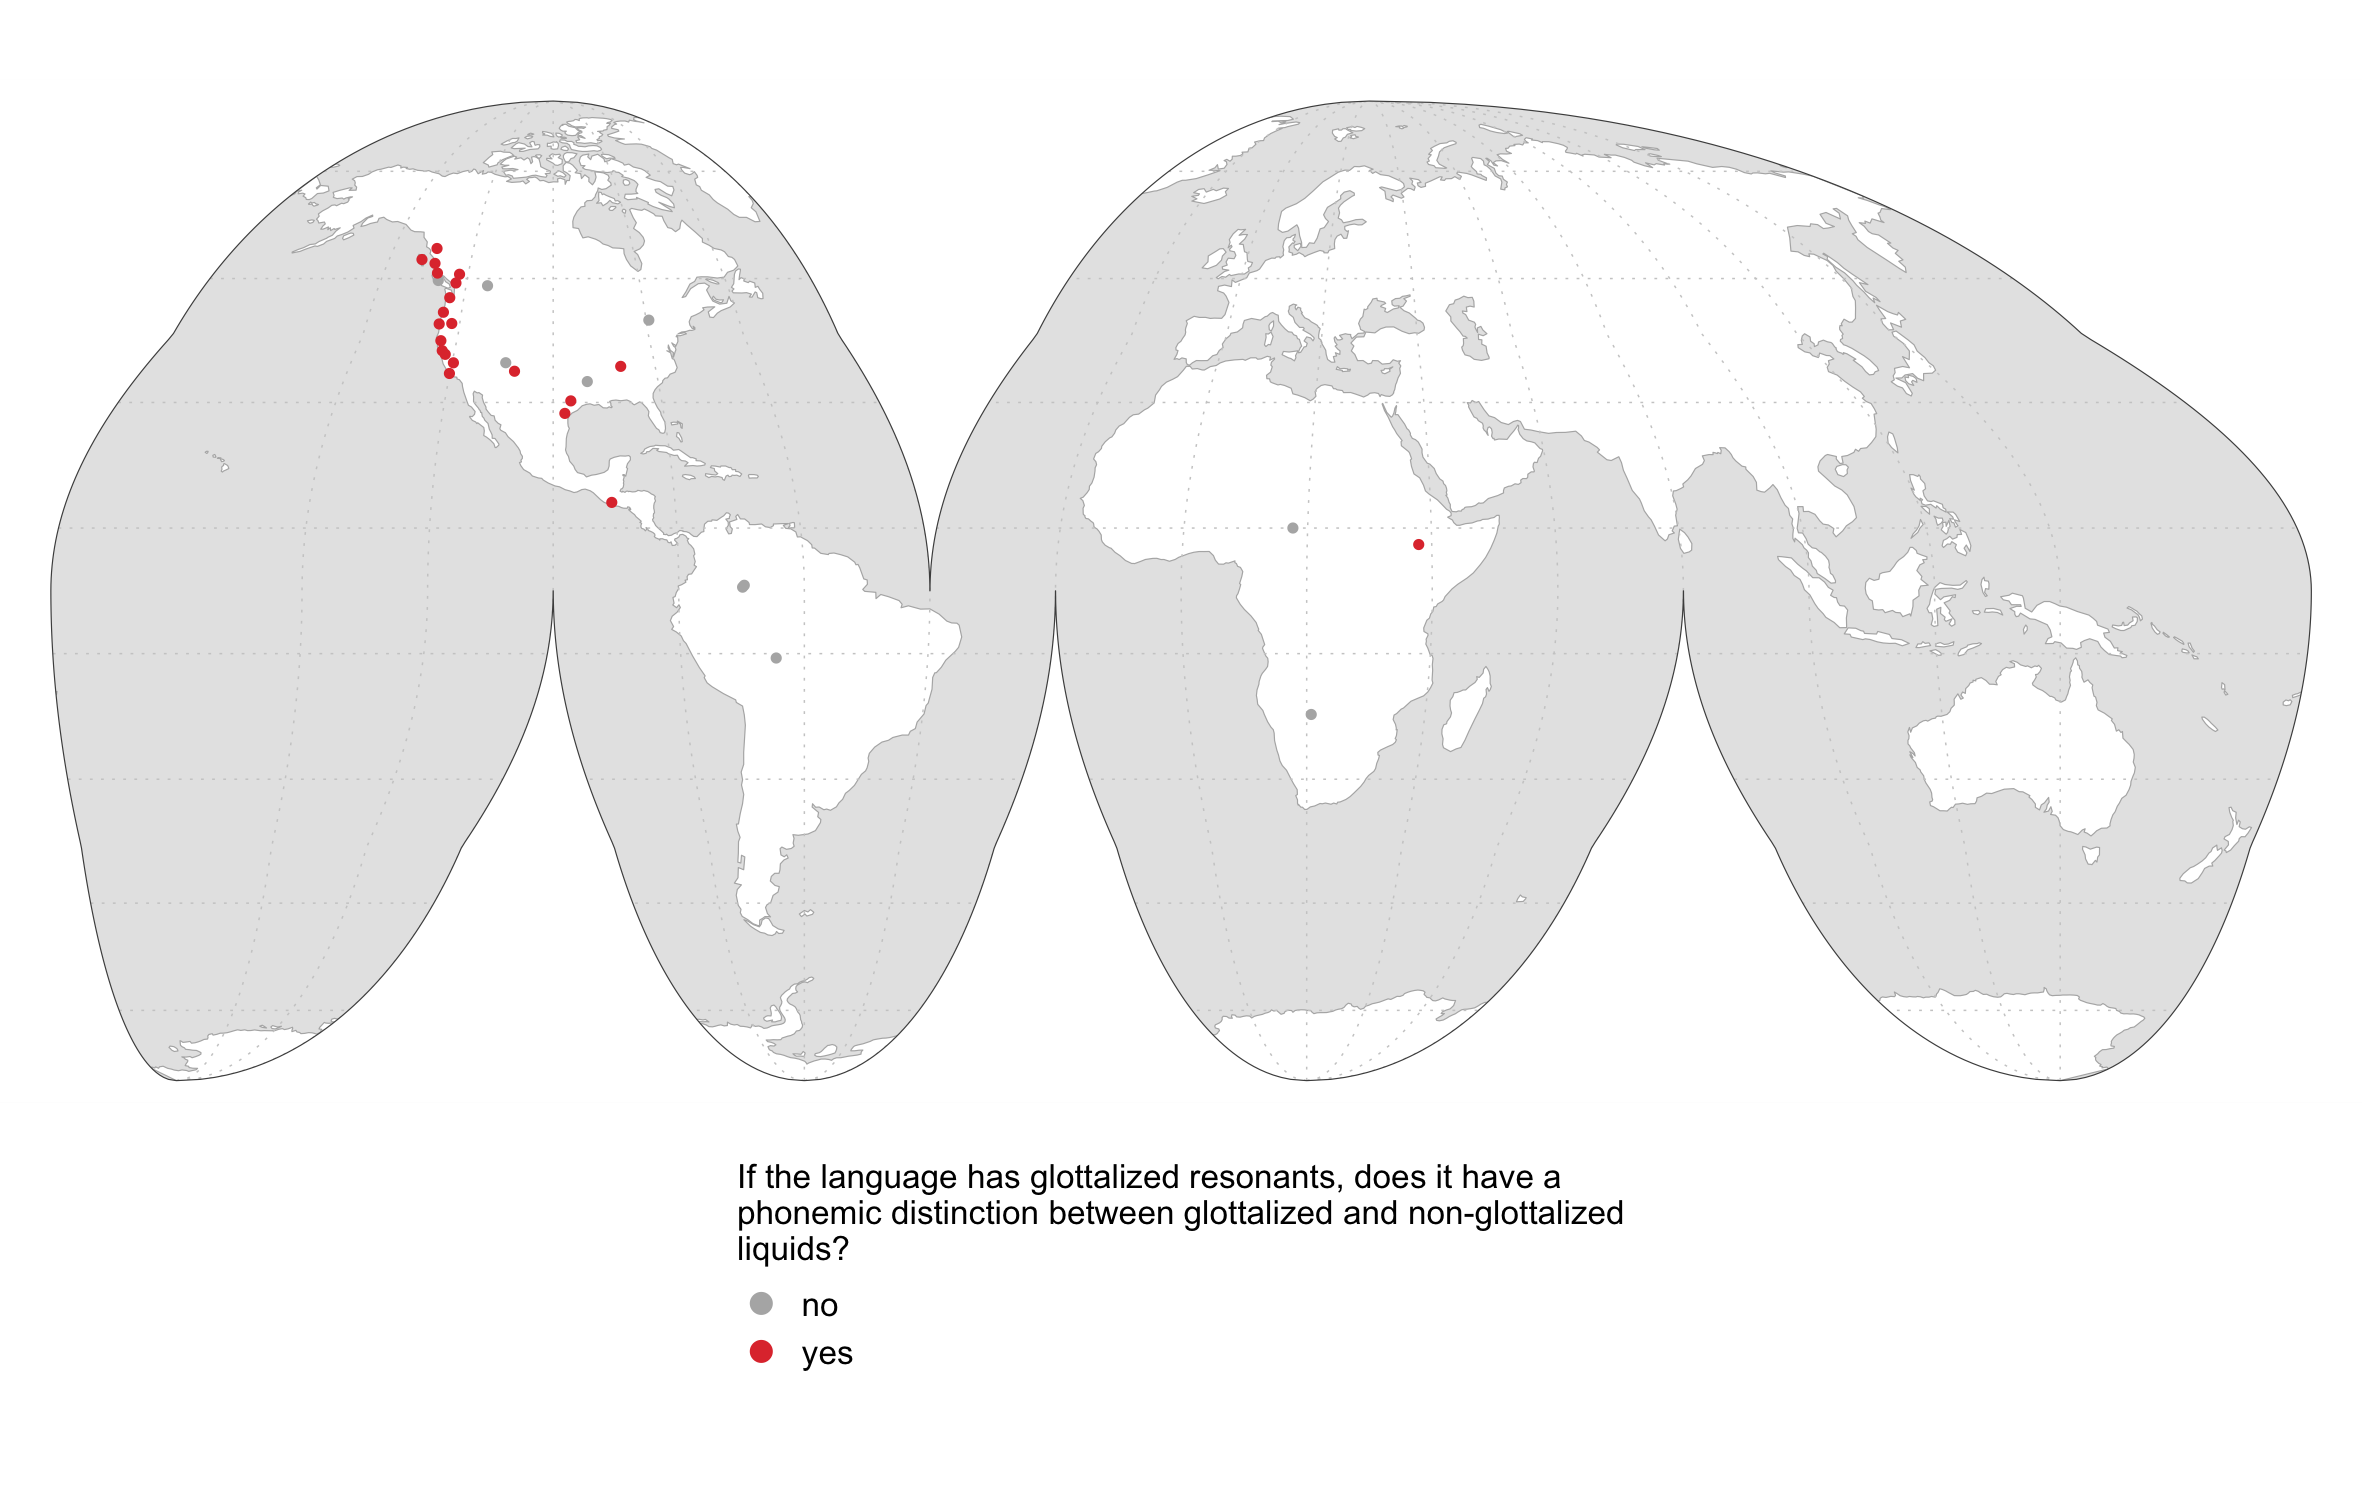 If the language has glottalized resonants, does it have a
phonemic distinction between glottalized and non-glottalized
liquids?
no
yes